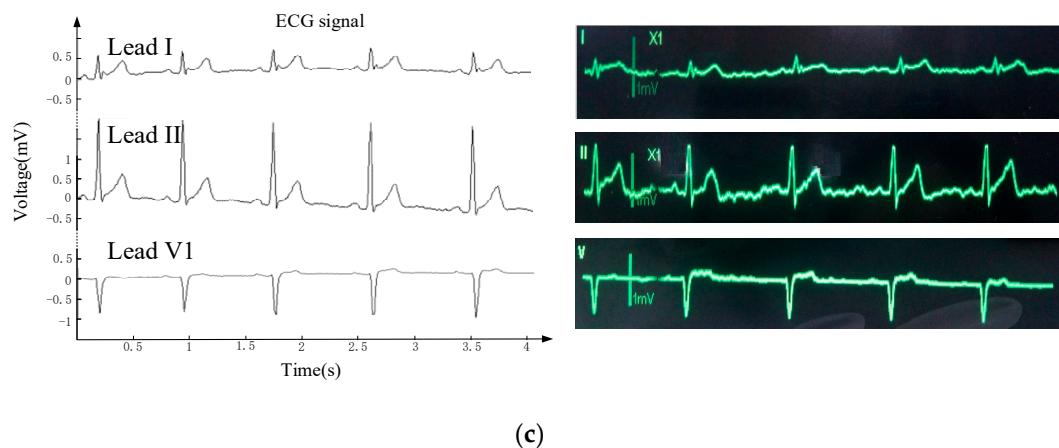 ECG signal
Lead I
0.5
0
-0.5
Lead II
1
0.5
0
-0.5
Lead V1
0.5
0
-0.5
-1
Voltage(mV)
0.5 1 1.5 2 2.5 3 3.5 4
Time(s)
I X1
1mV
II X1
1mV
V
1mV
(c)